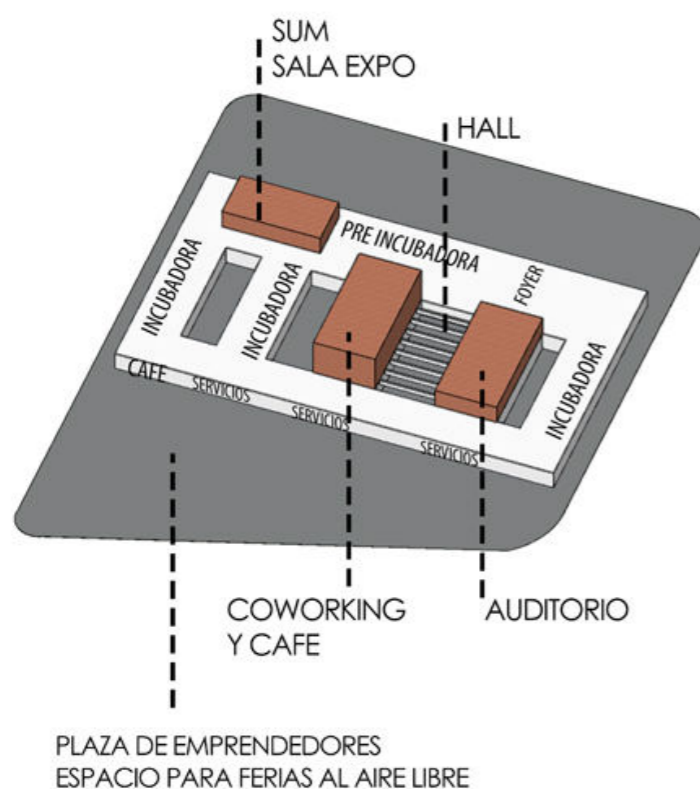 SUM
SALA EXPO
HALL
PRE INCUBADORA
FOYER
INCUBADORA
INCUBADORA
INCUBADORA
CAFE
SERVICIOS
SERVICIOS
SERVICIOS
COWORKING
Y CAFE
AUDITORIO
PLAZA DE EMPRENDEDORES
ESPACIO PARA FERIAS AL AIRE LIBRE